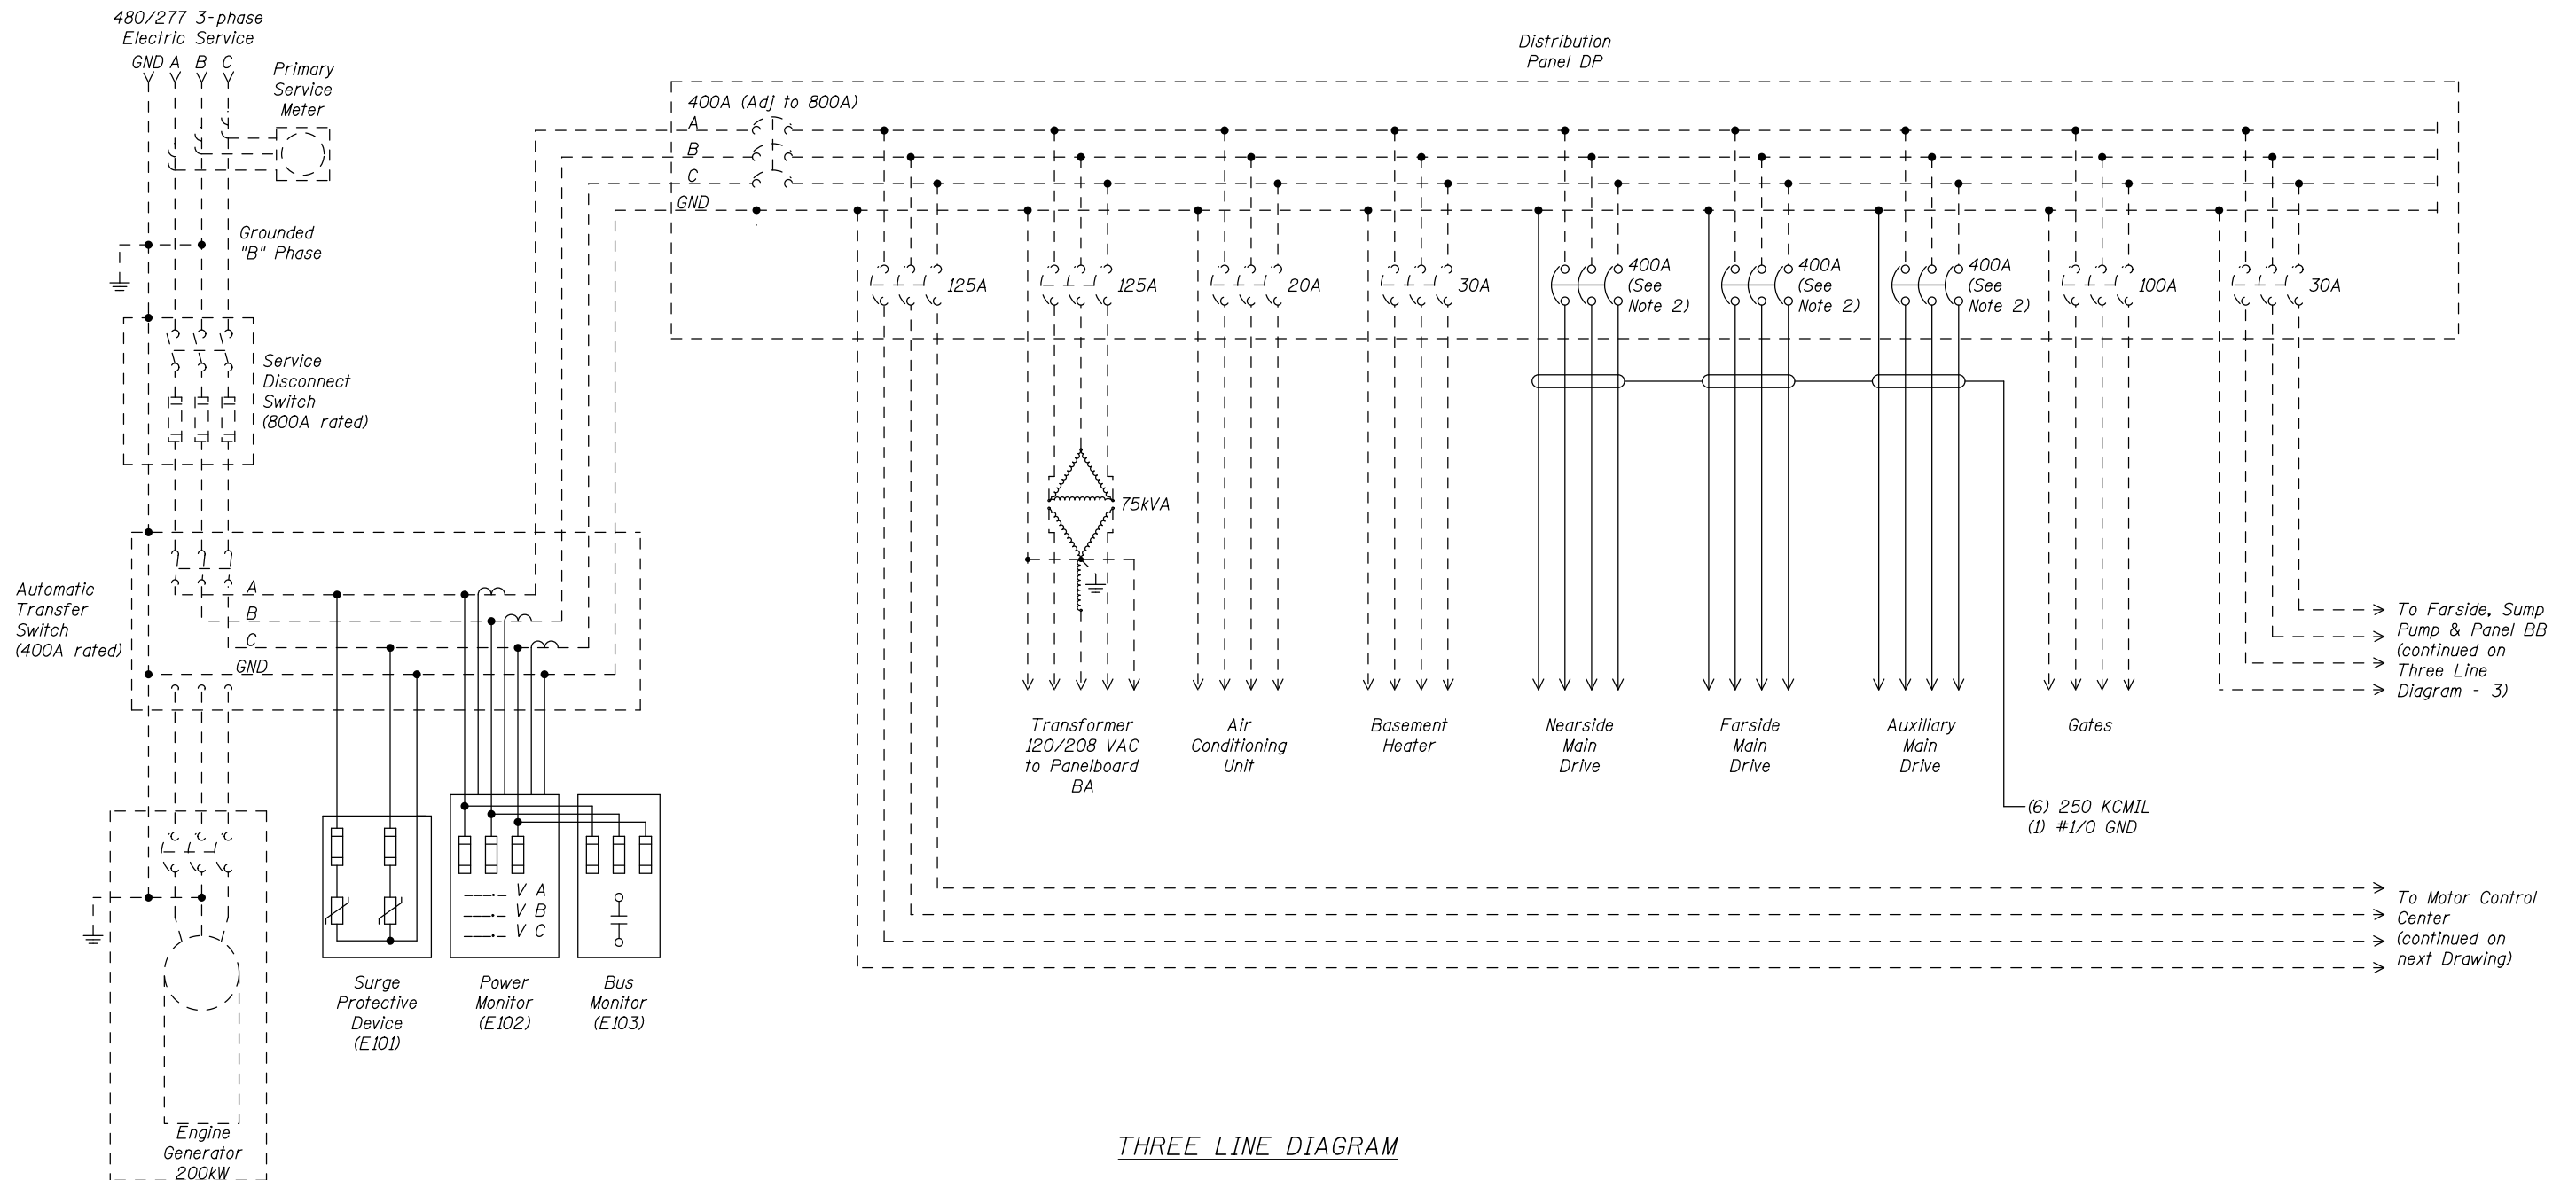 480/277 3-phase
Electric Service
GND A B C
Primary
Service
Meter
Grounded
"B" Phase
Service
Disconnect
Switch
(800A rated)
Automatic
Transfer
Switch
(400A rated)
A
B
C
GND
Engine
Generator
200kW
Surge
Protective
Device
(E101)
V A
V B
V C
Power
Monitor
(E102)
Bus
Monitor
(E103)
Distribution
Panel DP
400A (Adj to 800A)
A
B
C
GND
125A
125A
20A
30A
400A
(See
Note 2)
400A
(See
Note 2)
400A
(See
Note 2)
100A
30A
75kVA
Transformer
120/208 VAC
to Panelboard
BA
Air
Conditioning
Unit
Basement
Heater
Nearside
Main
Drive
Farside
Main
Drive
Auxiliary
Main
Drive
Gates
To Farside, Sump
Pump & Panel BB
(continued on
Three Line
Diagram - 3)
(6) 250 KCMIL
(1) #1/0 GND
To Motor Control
Center
(continued on
next Drawing)
THREE LINE DIAGRAM